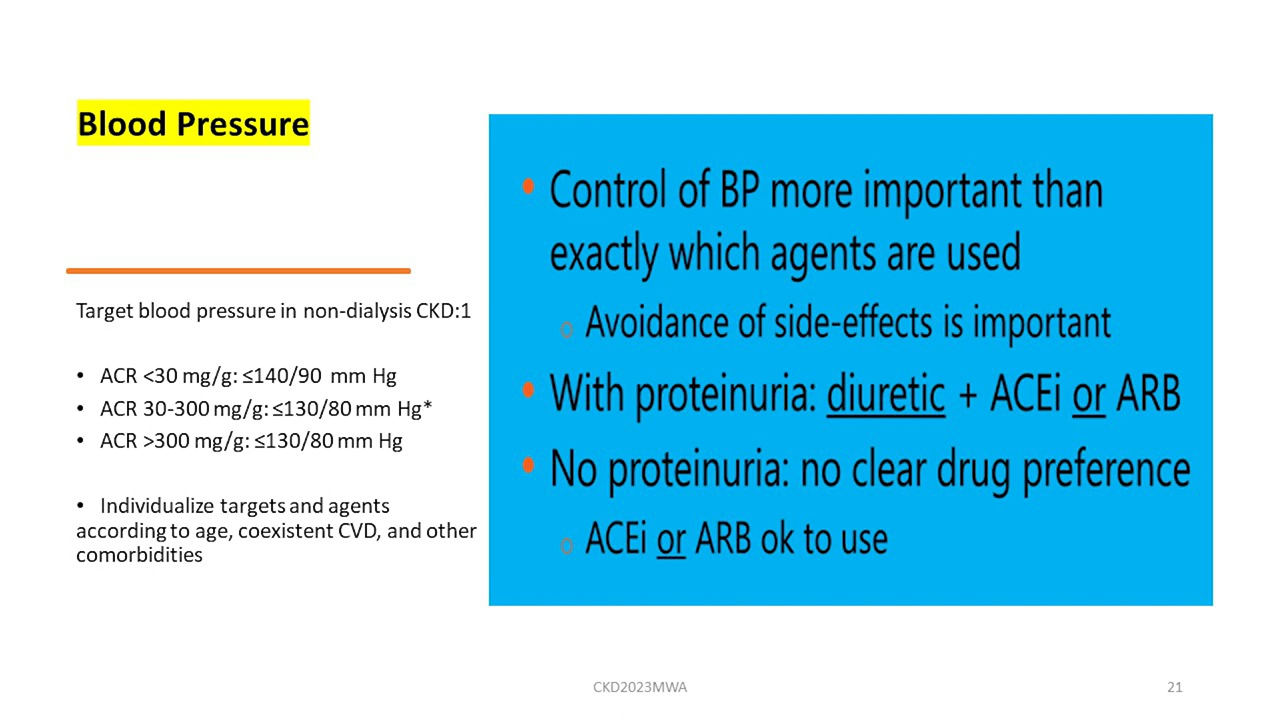 Blood Pressure
Target blood pressure in non-dialysis CKD:1
• ACR <30 mg/g: ≤140/90 mm Hg
• ACR 30-300 mg/g: ≤130/80 mm Hg*
• ACR >300 mg/g: ≤130/80 mm Hg
• Individualize targets and agents
according to age, coexistent CVD, and other
comorbidities
• Control of BP more important than
exactly which agents are used
○ Avoidance of side-effects is important
• With proteinuria: diuretic + ACEi or ARB
• No proteinuria: no clear drug preference
○ ACEi or ARB ok to use
CKD2023MWA
21